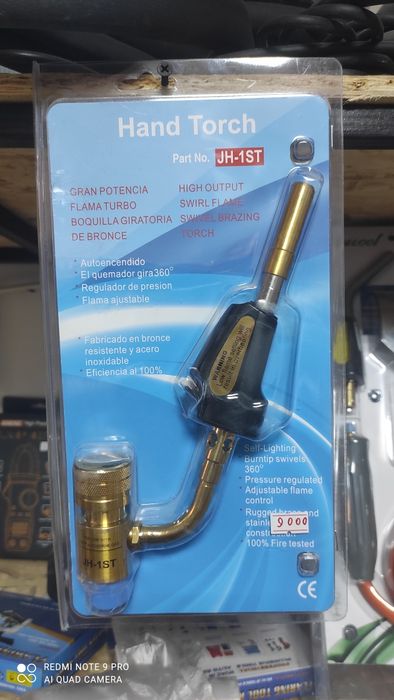 Hand Torch
Part No. JH-1ST
GRAN POTENCIA
FLAMA TURBO
BOQUILLA GIRATORIA
DE BRONCE
HIGH OUTPUT
SWIRL FLAME
SWIVEL BRAZING
TORCH
Autoencendido
El quemador gira360°
Regulador de presion
Flama ajustable
Fabricado en bronce
resistente y acero
inoxidable
Eficiencia al 100%
Self-Lighting
Burntip swivels
360°
Pressure regulated
Adjustable flame
control
Rugged and
100% Fire tested
9000
JH-1ST
CE
REDMI NOTE 9 PRO
AI QUAD CAMERA